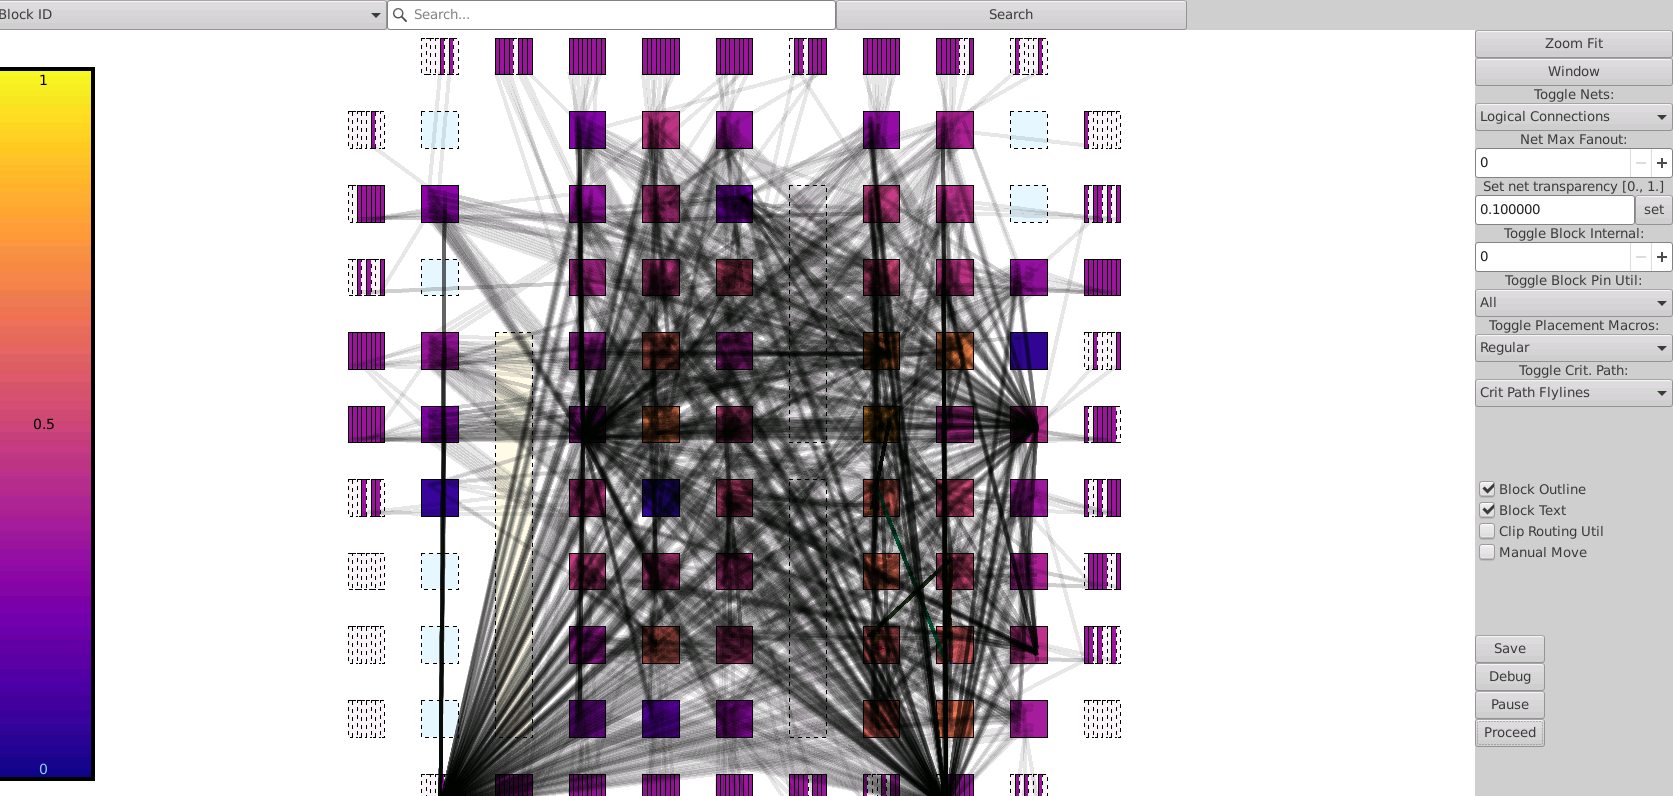 Block ID
Search...
Search
1
0.5
0
Zoom Fit
Window
Toggle Nets:
Logical Connections
Net Max Fanout:
0
Set net transparency [0., 1.]
0.100000
set
Toggle Block Internal:
0
Toggle Block Pin Util:
All
Toggle Placement Macros:
Regular
Toggle Crit. Path:
Crit Path Flylines
Block Outline
Block Text
Clip Routing Util
Manual Move
Save
Debug
Pause
Proceed